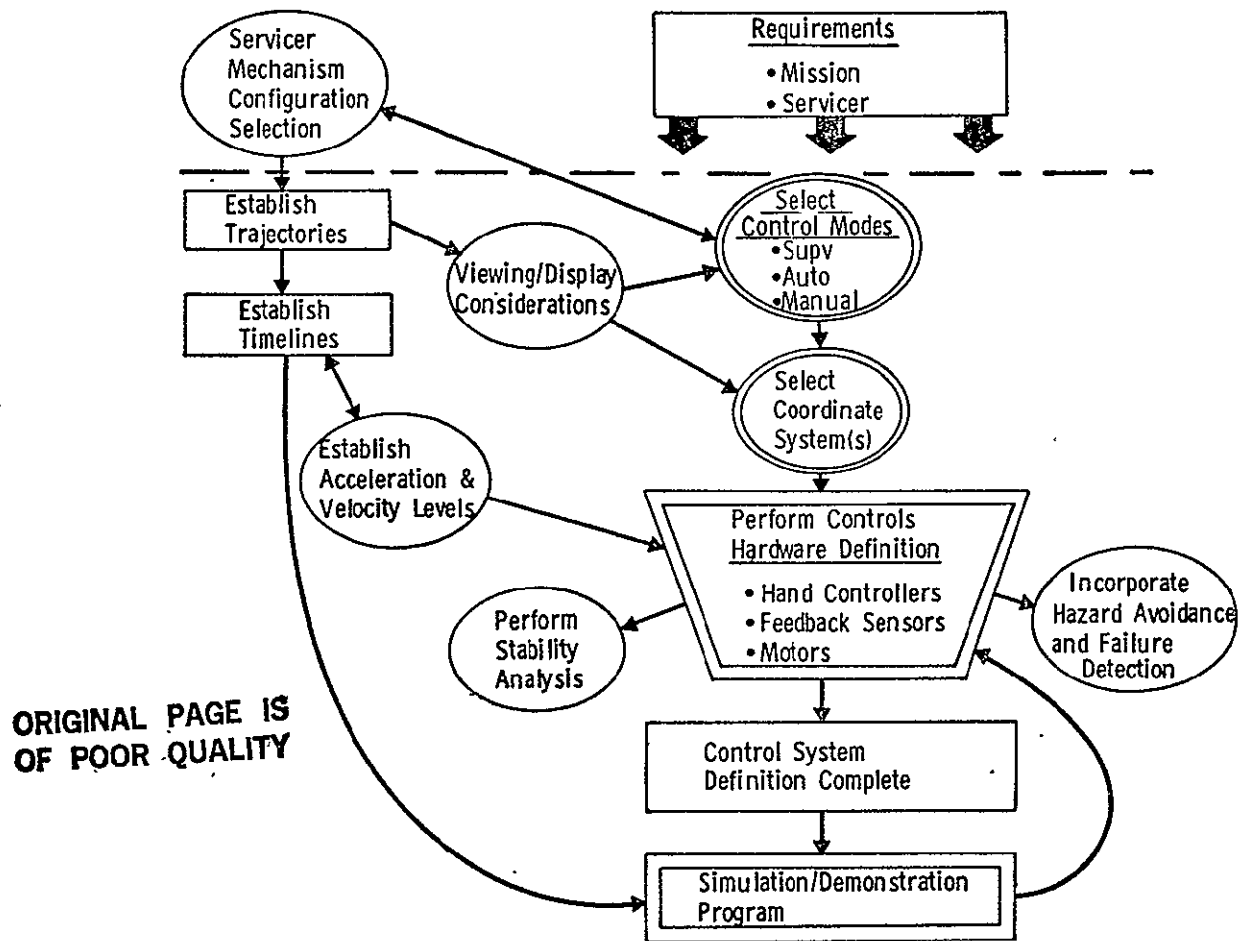 Servicer
Mechanism
Configuration
Selection
Requirements
• Mission
• Servicer
Establish
Trajectories
Select
Control Modes
• Supv
• Auto
• Manual
Viewing/Display
Considerations
Establish
Timelines
Select
Coordinate
System(s)
Establish
Acceleration &
Velocity Levels
Perform Controls
Hardware Definition
• Hand Controllers
• Feedback Sensors
• Motors
Incorporate
Hazard Avoidance
and Failure
Detection
Perform
Stability
Analysis
ORIGINAL PAGE IS
OF POOR QUALITY
Control System
Definition Complete
Simulation/Demonstration
Program